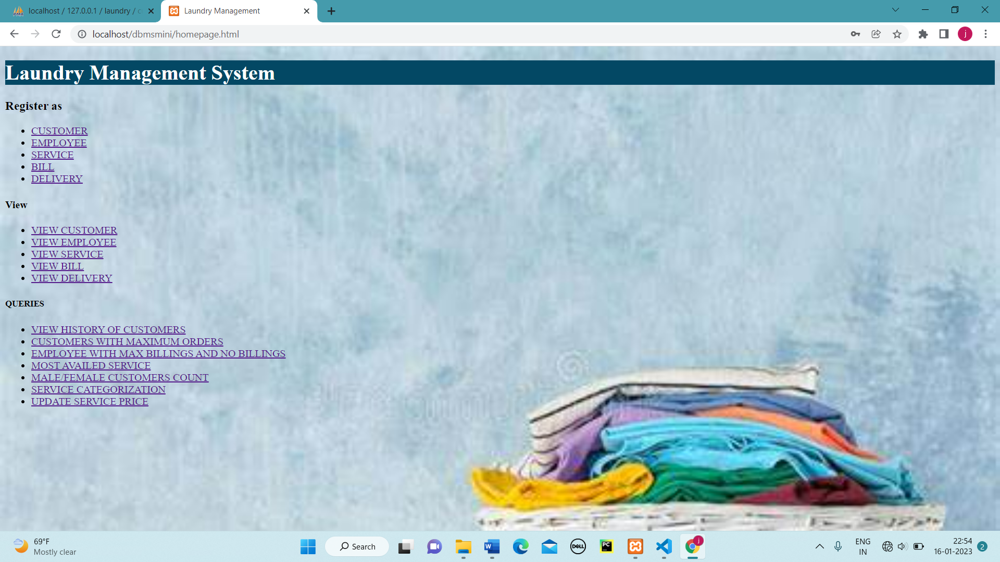 localhost / 127.0.0.1 / laundry / c
Laundry Management
localhost/dbmsmini/homepage.html
j
Laundry Management System
Register as
CUSTOMER
EMPLOYEE
SERVICE
BILL
DELIVERY
View
VIEW CUSTOMER
VIEW EMPLOYEE
VIEW SERVICE
VIEW BILL
VIEW DELIVERY
QUERIES
VIEW HISTORY OF CUSTOMERS
CUSTOMERS WITH MAXIMUM ORDERS
EMPLOYEE WITH MAX BILLINGS AND NO BILLINGS
MOST AVAILED SERVICE
MALE/FEMALE CUSTOMERS COUNT
SERVICE CATEGORIZATION
UPDATE SERVICE PRICE
69°F
Mostly clear
Search
W
DELL
PC
j
ENG
IN
22:54
16-01-2023
2